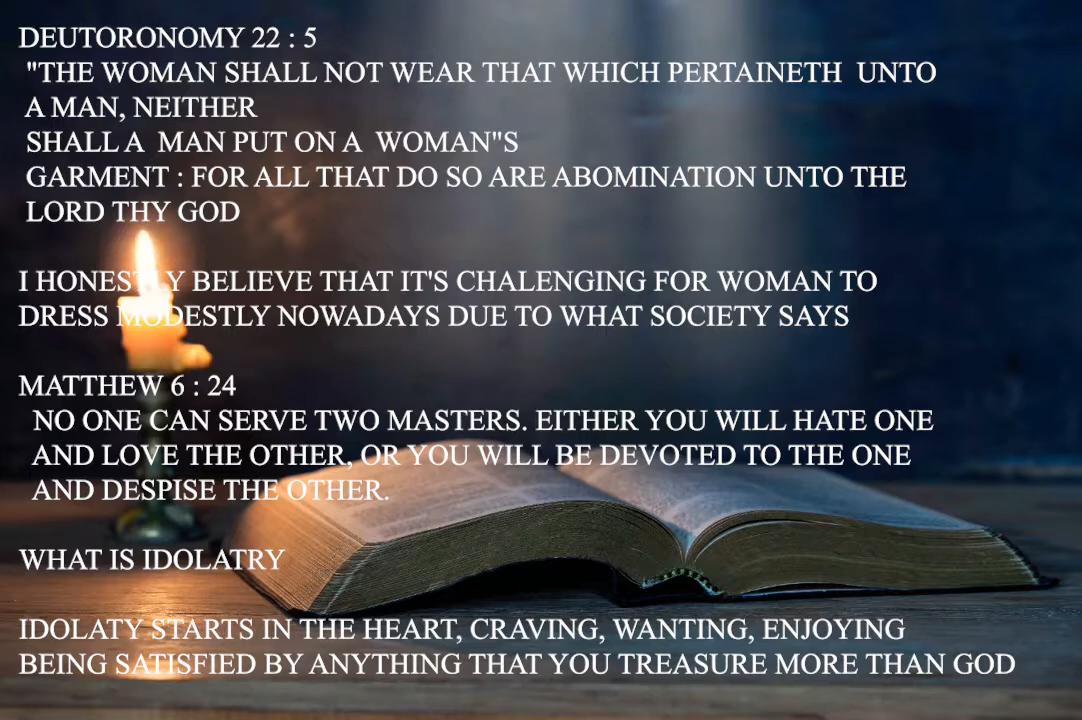 DEUTORONOMY 22 : 5
"THE WOMAN SHALL NOT WEAR THAT WHICH PERTAINETH UNTO
A MAN, NEITHER
SHALL A MAN PUT ON A WOMAN"S
GARMENT : FOR ALL THAT DO SO ARE ABOMINATION UNTO THE
LORD THY GOD
I HONESTLY BELIEVE THAT IT'S CHALENGING FOR WOMAN TO
DRESS MODESTLY NOWADAYS DUE TO WHAT SOCIETY SAYS
MATTHEW 6 : 24
NO ONE CAN SERVE TWO MASTERS. EITHER YOU WILL HATE ONE
AND LOVE THE OTHER, OR YOU WILL BE DEVOTED TO THE ONE
AND DESPISE THE OTHER.
WHAT IS IDOLATRY
IDOLATY STARTS IN THE HEART, CRAVING, WANTING, ENJOYING
BEING SATISFIED BY ANYTHING THAT YOU TREASURE MORE THAN GOD